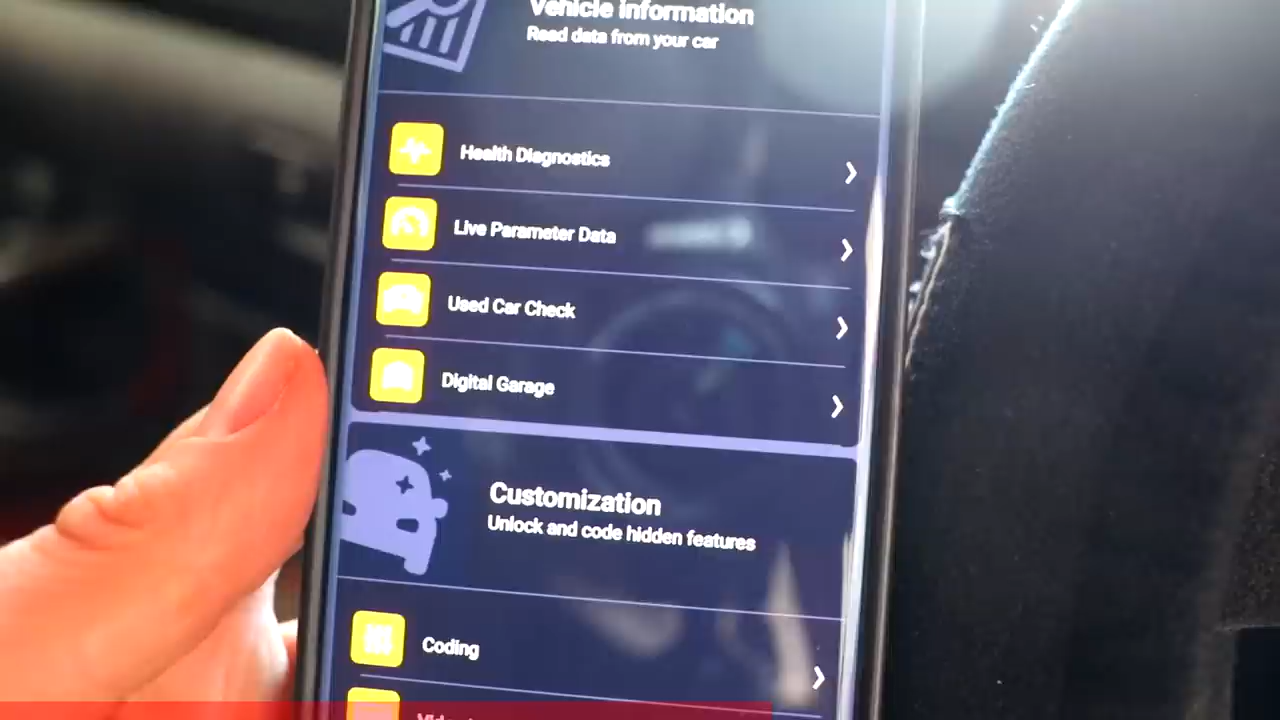 Vehicle information
Read data from your car
Health Diagnostics
Live Parameter Data
Used Car Check
Digital Garage
Customization
Unlock and code hidden features
Coding